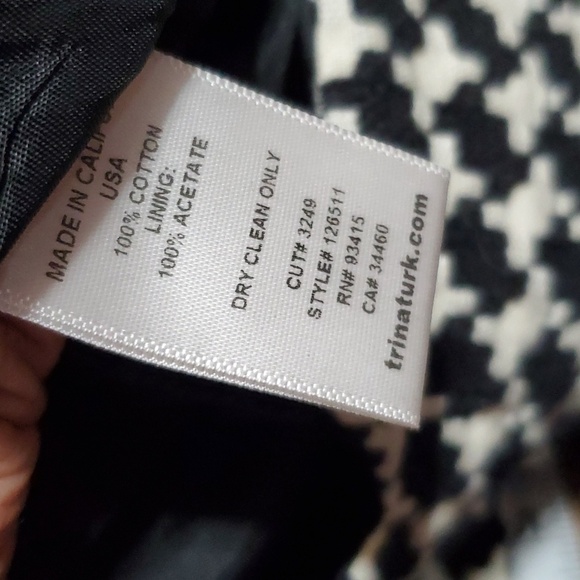 MADE IN
USA
100% COTTON
LINING:
100% ACETATE
DRY CLEAN ONLY
CUT# 3249
STYLE# 126511
RN# 93415
CA# 34460
trinaturk.com